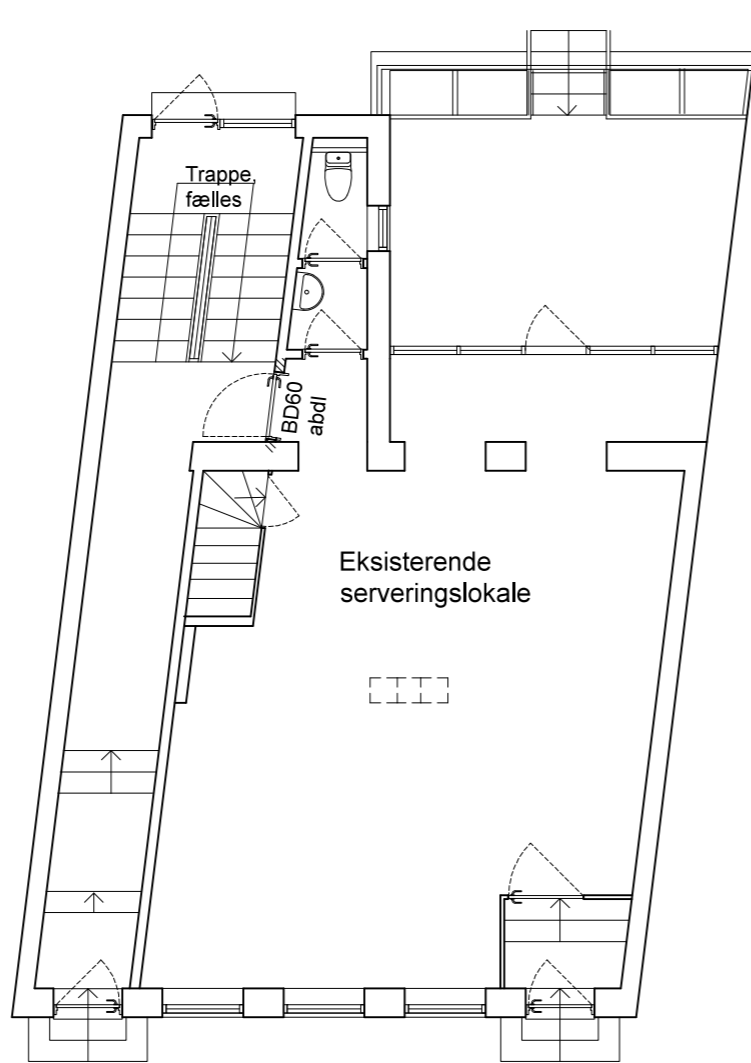 Trappe,
fælles
BD60
abdl
Eksisterende
serveringslokale